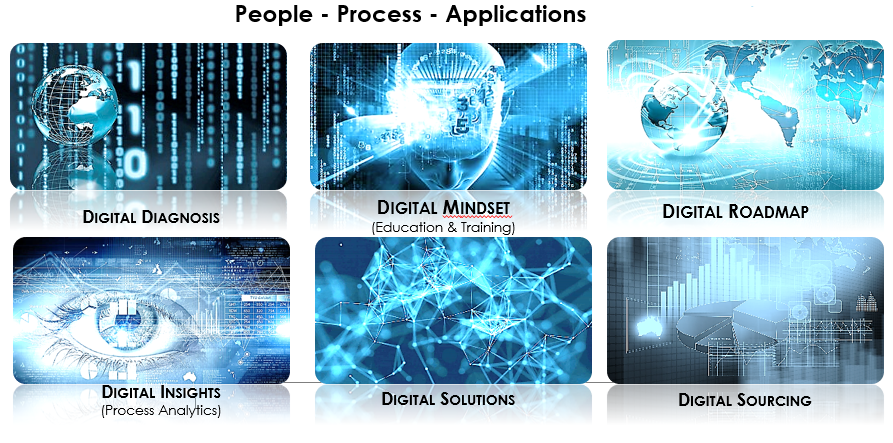 People - Process - Applications
DIGITAL DIAGNOSIS
DIGITAL MINDSET
(Education & Training)
DIGITAL ROADMAP
DIGITAL INSIGHTS
(Process Analytics)
DIGITAL SOLUTIONS
DIGITAL SOURCING